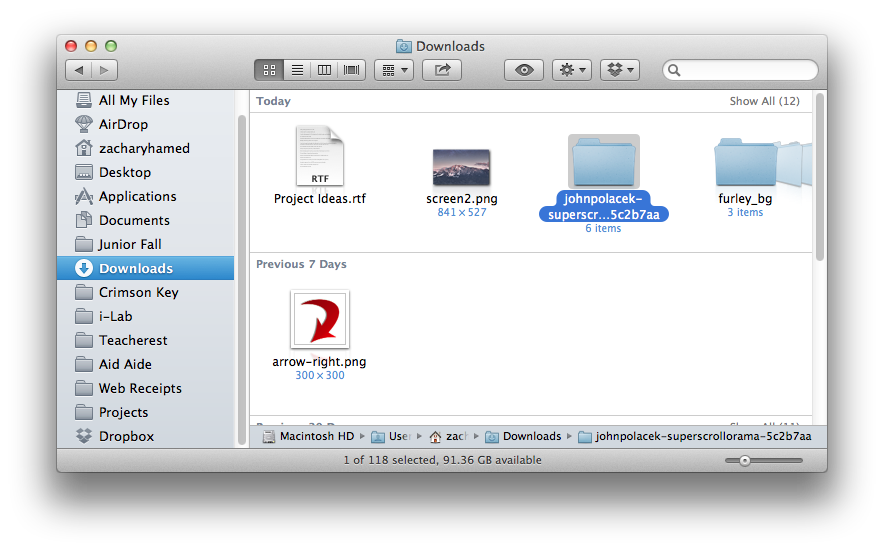 Downloads
All My Files
AirDrop
zacharyhamed
Desktop
Applications
Documents
Junior Fall
Downloads
Crimson Key
i-Lab
Teacherest
Aid Aide
Web Receipts
Projects
Dropbox
Today
Show All (12)
RTF
Project Ideas.rtf
screen2.png
841×527
johnpolacek-
superscr...5c2b7aa
6 items
furley_bg
3 items
Previous 7 Days
arrow-right.png
300×300
Macintosh HD ▸ User ▸ zach ▸ Downloads ▸ johnpolacek-superscrollorama-5c2b7aa
1 of 118 selected, 91.36 GB available